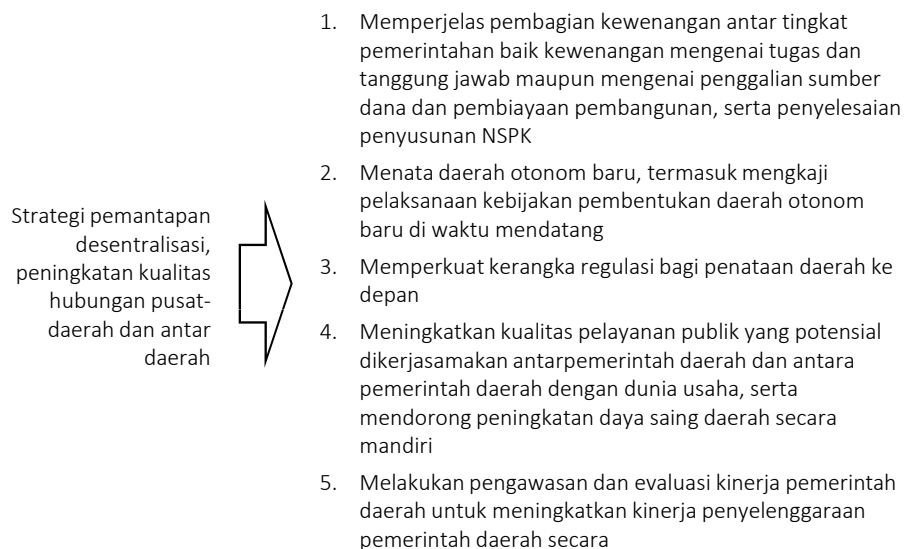 Strategi pemantapan
desentralisasi,
peningkatan kualitas
hubungan pusat-
daerah dan antar
daerah
1. Memperjelas pembagian kewenangan antar tingkat
pemerintahan baik kewenangan mengenai tugas dan
tanggung jawab maupun mengenai penggalian sumber
dana dan pembiayaan pembangunan, serta penyelesaian
penyusunan NSPK
2. Menata daerah otonom baru, termasuk mengkaji
pelaksanaan kebijakan pembentukan daerah otonom
baru di waktu mendatang
3. Memperkuat kerangka regulasi bagi penataan daerah ke
depan
4. Meningkatkan kualitas pelayanan publik yang potensial
dikerjasamakan antarpemerintah daerah dan antara
pemerintah daerah dengan dunia usaha, serta
mendorong peningkatan daya saing daerah secara
mandiri
5. Melakukan pengawasan dan evaluasi kinerja pemerintah
daerah untuk meningkatkan kinerja penyelenggaraan
pemerintah daerah secara